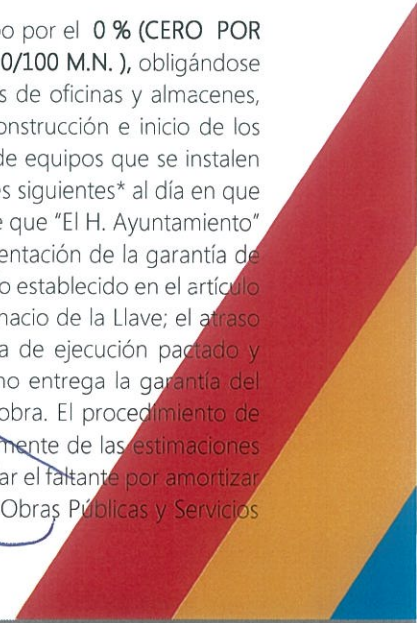 o por el 0 % (CERO POR
0/100 M.N. ), obligándose
s de oficinas y almacenes,
onstrucción e inicio de los
de equipos que se instalen
es siguientes* al día en que
e que "El H. Ayuntamiento"
entación de la garantía de
o establecido en el artículo
nacio de la Llave; el atraso
a de ejecución pactado y
no entrega la garantía del
obra. El procedimiento de
mente de las estimaciones
ar el faltante por amortizar
Obras Públicas y Servicios